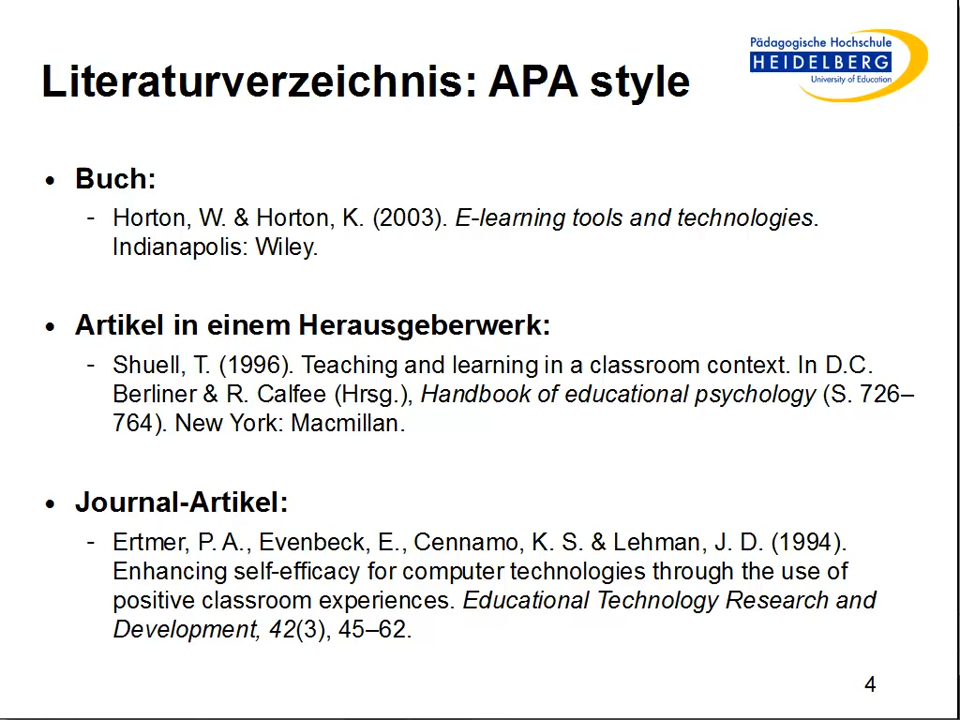 Pädagogische Hochschule
HEIDELBERG
University of Education
Literaturverzeichnis: APA style
• Buch:
- Horton, W. & Horton, K. (2003). E-learning tools and technologies.
Indianapolis: Wiley.
• Artikel in einem Herausgeberwerk:
- Shuell, T. (1996). Teaching and learning in a classroom context. In D.C.
Berliner & R. Calfee (Hrsg.), Handbook of educational psychology (S. 726–
764). New York: Macmillan.
• Journal-Artikel:
- Ertmer, P. A., Evenbeck, E., Cennamo, K. S. & Lehman, J. D. (1994).
Enhancing self-efficacy for computer technologies through the use of
positive classroom experiences. Educational Technology Research and
Development, 42(3), 45–62.
4